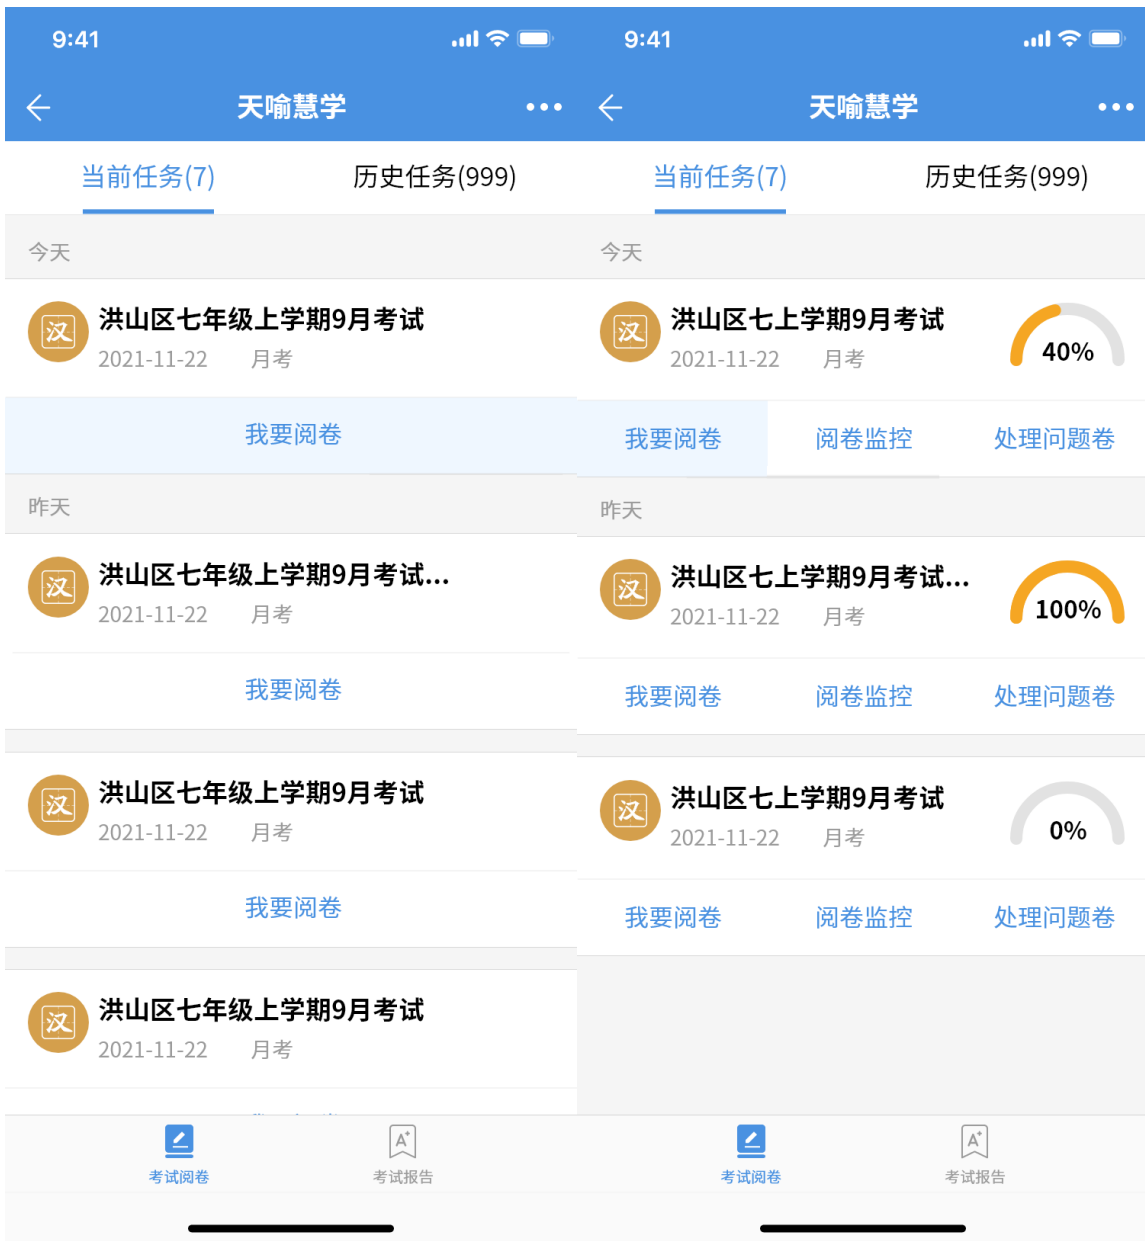 9:41
天喻慧学
当前任务(7) 历史任务(999)
今天
汉
洪山区七年级上学期9月考试
2021-11-22 月考
我要阅卷
昨天
汉
洪山区七年级上学期9月考试...
2021-11-22 月考
我要阅卷
汉
洪山区七年级上学期9月考试
2021-11-22 月考
我要阅卷
汉
洪山区七年级上学期9月考试
2021-11-22 月考
考试阅卷 考试报告
9:41
天喻慧学
当前任务(7) 历史任务(999)
今天
汉
洪山区七上学期9月考试
2021-11-22 月考
40%
我要阅卷 阅卷监控 处理问题卷
昨天
汉
洪山区七上学期9月考试...
2021-11-22 月考
100%
我要阅卷 阅卷监控 处理问题卷
汉
洪山区七上学期9月考试
2021-11-22 月考
0%
我要阅卷 阅卷监控 处理问题卷
考试阅卷 考试报告